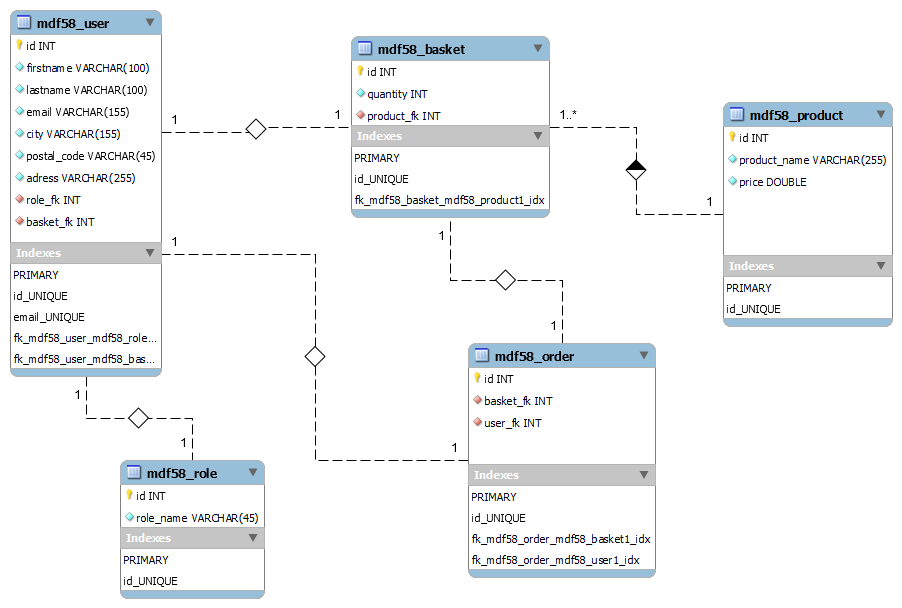 mdf58_user
id INT
firstname VARCHAR(100)
lastname VARCHAR(100)
email VARCHAR(155)
city VARCHAR(155)
postal_code VARCHAR(45)
adress VARCHAR(255)
role_fk INT
basket_fk INT
Indexes
PRIMARY
id_UNIQUE
email_UNIQUE
fk_mdf58_user_mdf58_role...
fk_mdf58_user_mdf58_bas...
1
1
mdf58_basket
id INT
quantity INT
product_fk INT
Indexes
PRIMARY
id_UNIQUE
fk_mdf58_basket_mdf58_product1_idx
1..*
1
mdf58_product
id INT
product_name VARCHAR(255)
price DOUBLE
Indexes
PRIMARY
id_UNIQUE
1
1
1
1
mdf58_order
id INT
basket_fk INT
user_fk INT
Indexes
PRIMARY
id_UNIQUE
fk_mdf58_order_mdf58_basket1_idx
fk_mdf58_order_mdf58_user1_idx
1
1
mdf58_role
id INT
role_name VARCHAR(45)
Indexes
PRIMARY
id_UNIQUE